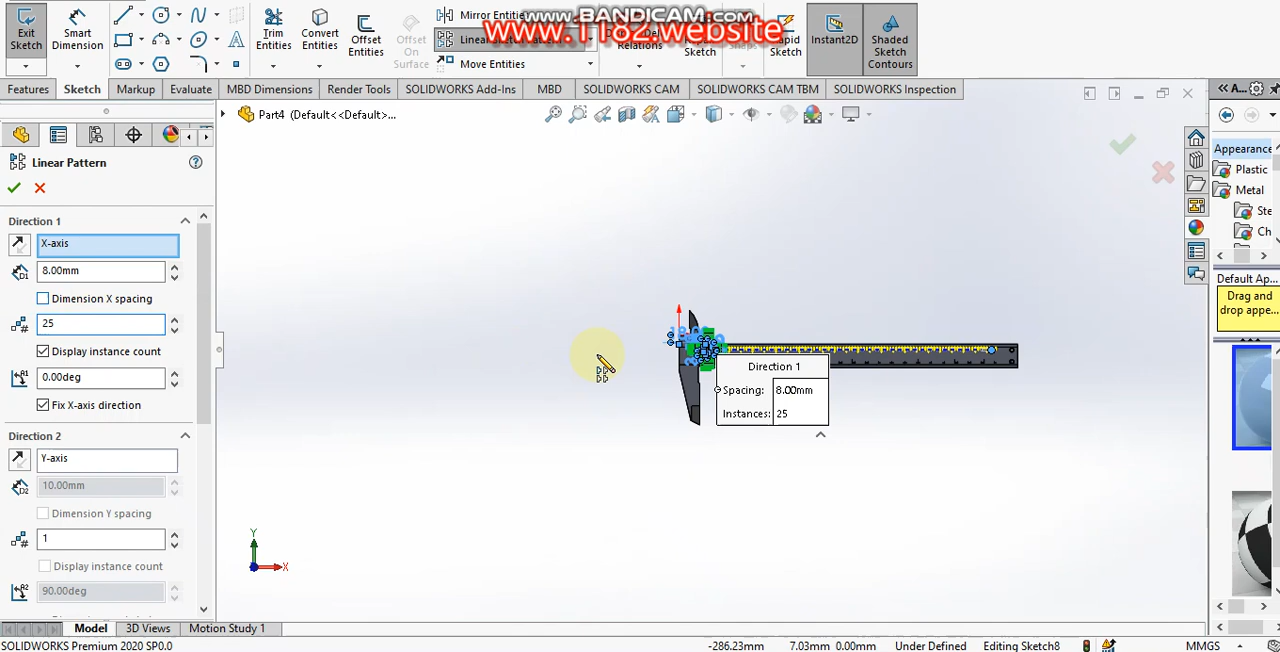 Exit Sketch
Smart Dimension
Trim Entities
Convert Entities
Offset Entities
Offset On Surface
Mirror Entities
Linear Sketch Pattern
Move Entities
Relations
Sketch
Rapid Sketch
Instant2D
Shaded Sketch Contours
www.BANDICAM.com
www.1182.website
Features
Sketch
Markup
Evaluate
MBD Dimensions
Render Tools
SOLIDWORKS Add-Ins
MBD
SOLIDWORKS CAM
SOLIDWORKS CAM TBM
SOLIDWORKS Inspection
Part4 (Default<<Default>...
Linear Pattern
Direction 1
X-axis
8.00mm
Dimension X spacing
25
Display instance count
0.00deg
Fix X-axis direction
Direction 2
Y-axis
10.00mm
Dimension Y spacing
1
Display instance count
90.00deg
Direction 1
Spacing: 8.00mm
Instances: 25
Y
X
<< A...
Appearance
Plastic
Metal
Ste
Ch
Default Ap...
Drag and drop appe...
Model
3D Views
Motion Study 1
SOLIDWORKS Premium 2020 SP0.0
-286.23mm
7.03mm
0.00mm
Under Defined
Editing Sketch8
MMGS